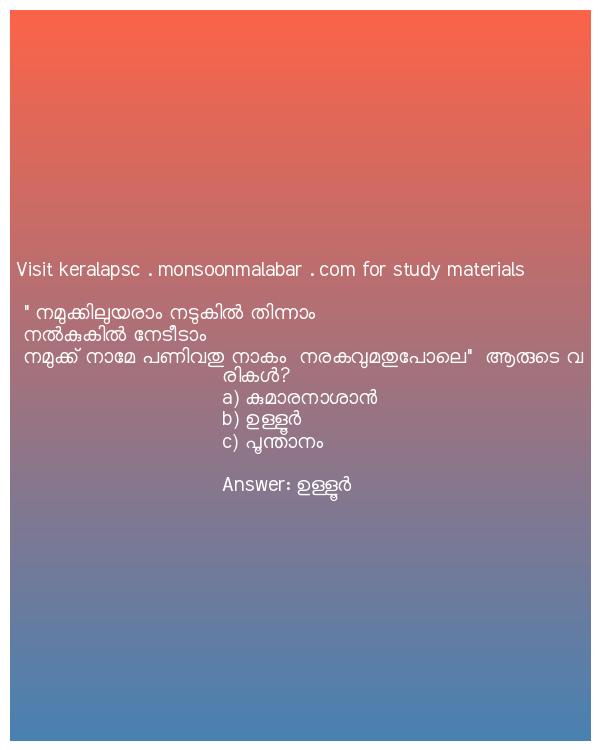 Visit keralapsc . monsoonmalabar . com for study materials
" നമുക്കിലുയരാം നടുകിൽ തിന്നാം
നൽകുകിൽ നേടീടാം
നമുക്ക് നാമേ പണിവതു നാകം നരകവുമതുപോലെ" ആരുടെ വ
രികൾ?
a) കുമാരനാശാൻ
b) ഉള്ളൂർ
c) പൂന്താനം
Answer: ഉള്ളൂർ